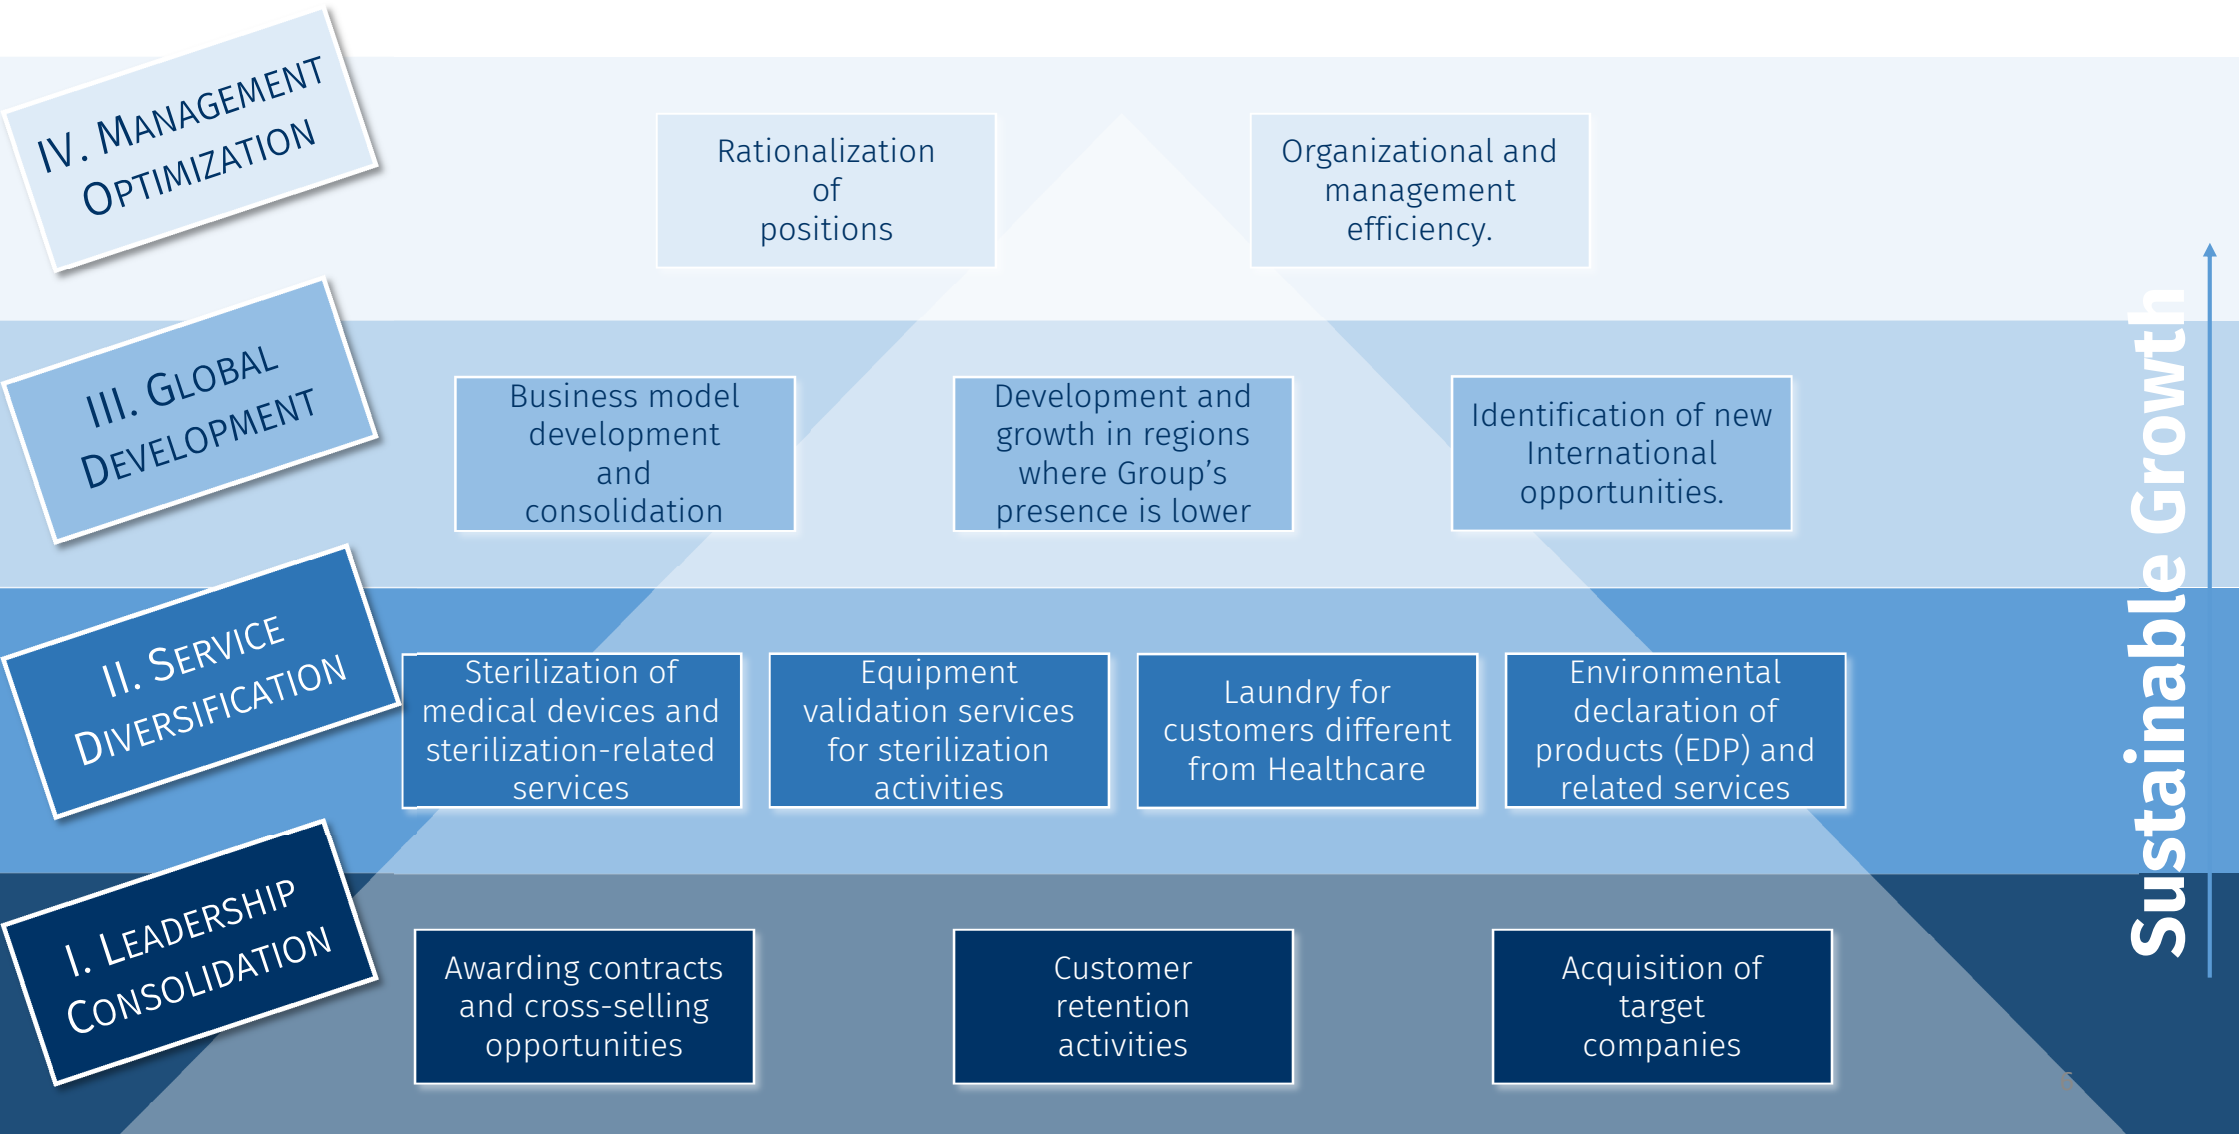 IV. MANAGEMENT
OPTIMIZATION
Rationalization
of
positions
Organizational and
management
efficiency.
III. GLOBAL
DEVELOPMENT
Business model
development
and
consolidation
Development and
growth in regions
where Group’s
presence is lower
Identification of new
International
opportunities.
II. SERVICE
DIVERSIFICATION
Sterilization of
medical devices and
sterilization-related
services
Equipment
validation services
for sterilization
activities
Laundry for
customers different
from Healthcare
Environmental
declaration of
products (EDP) and
related services
I. LEADERSHIP
CONSOLIDATION
Awarding contracts
and cross-selling
opportunities
Customer
retention
activities
Acquisition of
target
companies
Sustainable Growth